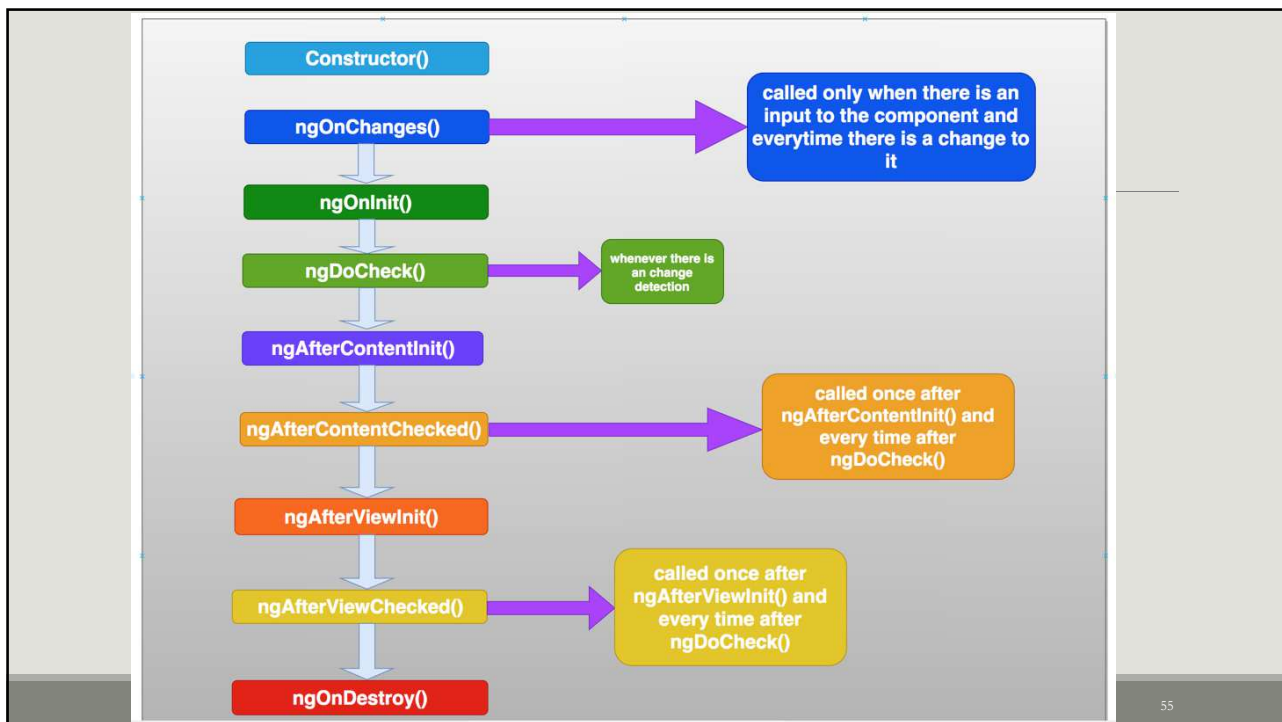 Constructor()
ngOnChanges()
called only when there is an
input to the component and
everytime there is a change to
it
ngOnInit()
ngDoCheck()
whenever there is
an change
detection
ngAfterContentInit()
ngAfterContentChecked()
called once after
ngAfterContentInit() and
every time after
ngDoCheck()
ngAfterViewInit()
ngAfterViewChecked()
called once after
ngAfterViewInit() and
every time after
ngDoCheck()
ngOnDestroy()
55